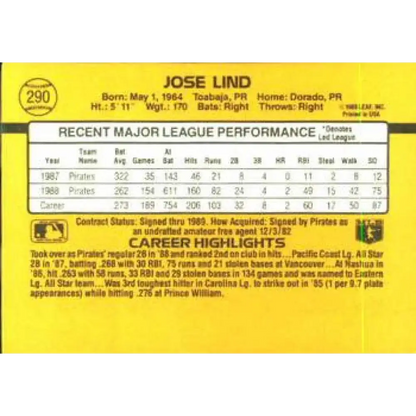 290
JOSE LIND
Born: May 1, 1964 Toabaja, PR Home: Dorado, PR
Ht.: 5'11" Wgt.: 170 Bats: Right Throws: Right
© 1988 LEAF, INC.
Printed in USA
RECENT MAJOR LEAGUE PERFORMANCE *Denotes Led League
Year Team Name Bat Avg Games At Bat Hits Runs 2B 3B HR RBI Steal Walk SO
1987 Pirates 322 35 143 46 21 8 4 0 11 2 8 12
1988 Pirates 262 154 611 160 82 24 4 2 49 15 42 75
Career 273 189 754 206 103 32 8 2 60 17 50 87
Contract Status: Signed thru 1989. How Acquired: Signed by Pirates as
an undrafted amateur free agent 12/3/82
CAREER HIGHLIGHTS
Took over as Pirates' regular 2B in '88 and ranked 2nd on club in hits...Pacific Coast Lg. All Star
2B in '87, batting .268 with 30 RBI, 75 runs and 21 stolen bases at Vancouver...At Nashua in
'86, hit .263 with 58 runs, 33 RBI and 29 stolen bases in 134 games and was named to Eastern
Lg. All Star team...Was 3rd toughest hitter in Carolina Lg. to strike out in '85 (1 per 9.7 plate
appearances) while hitting .276 at Prince William.